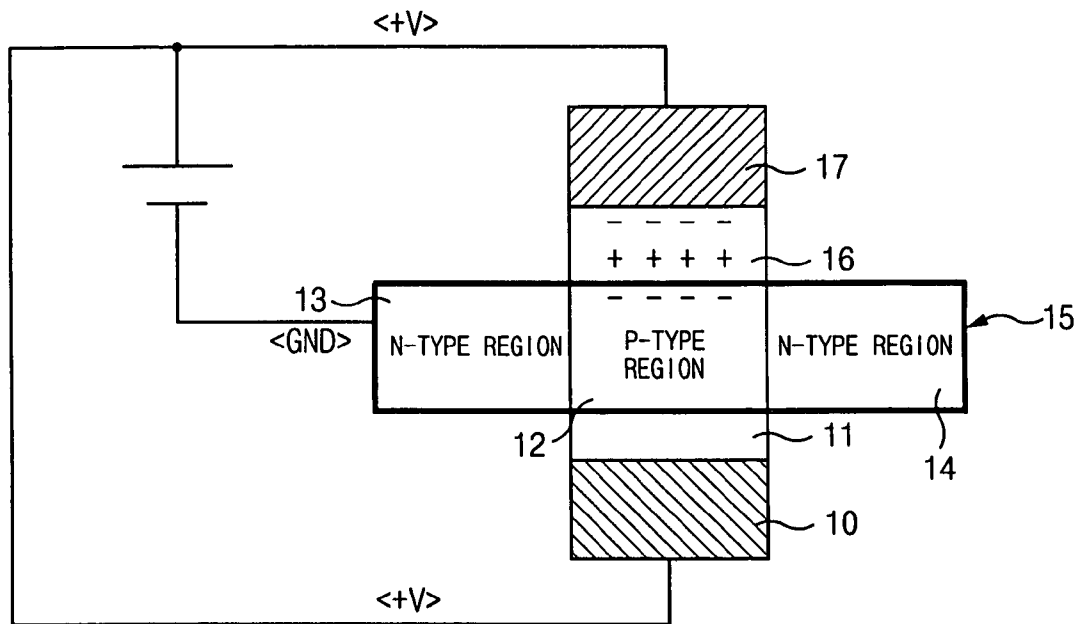 <+V>
17
− − − −
+ + + +
16
− − − −
13
15
<GND>
N-TYPE REGION
P-TYPE
REGION
N-TYPE REGION
12
11
14
10
<+V>